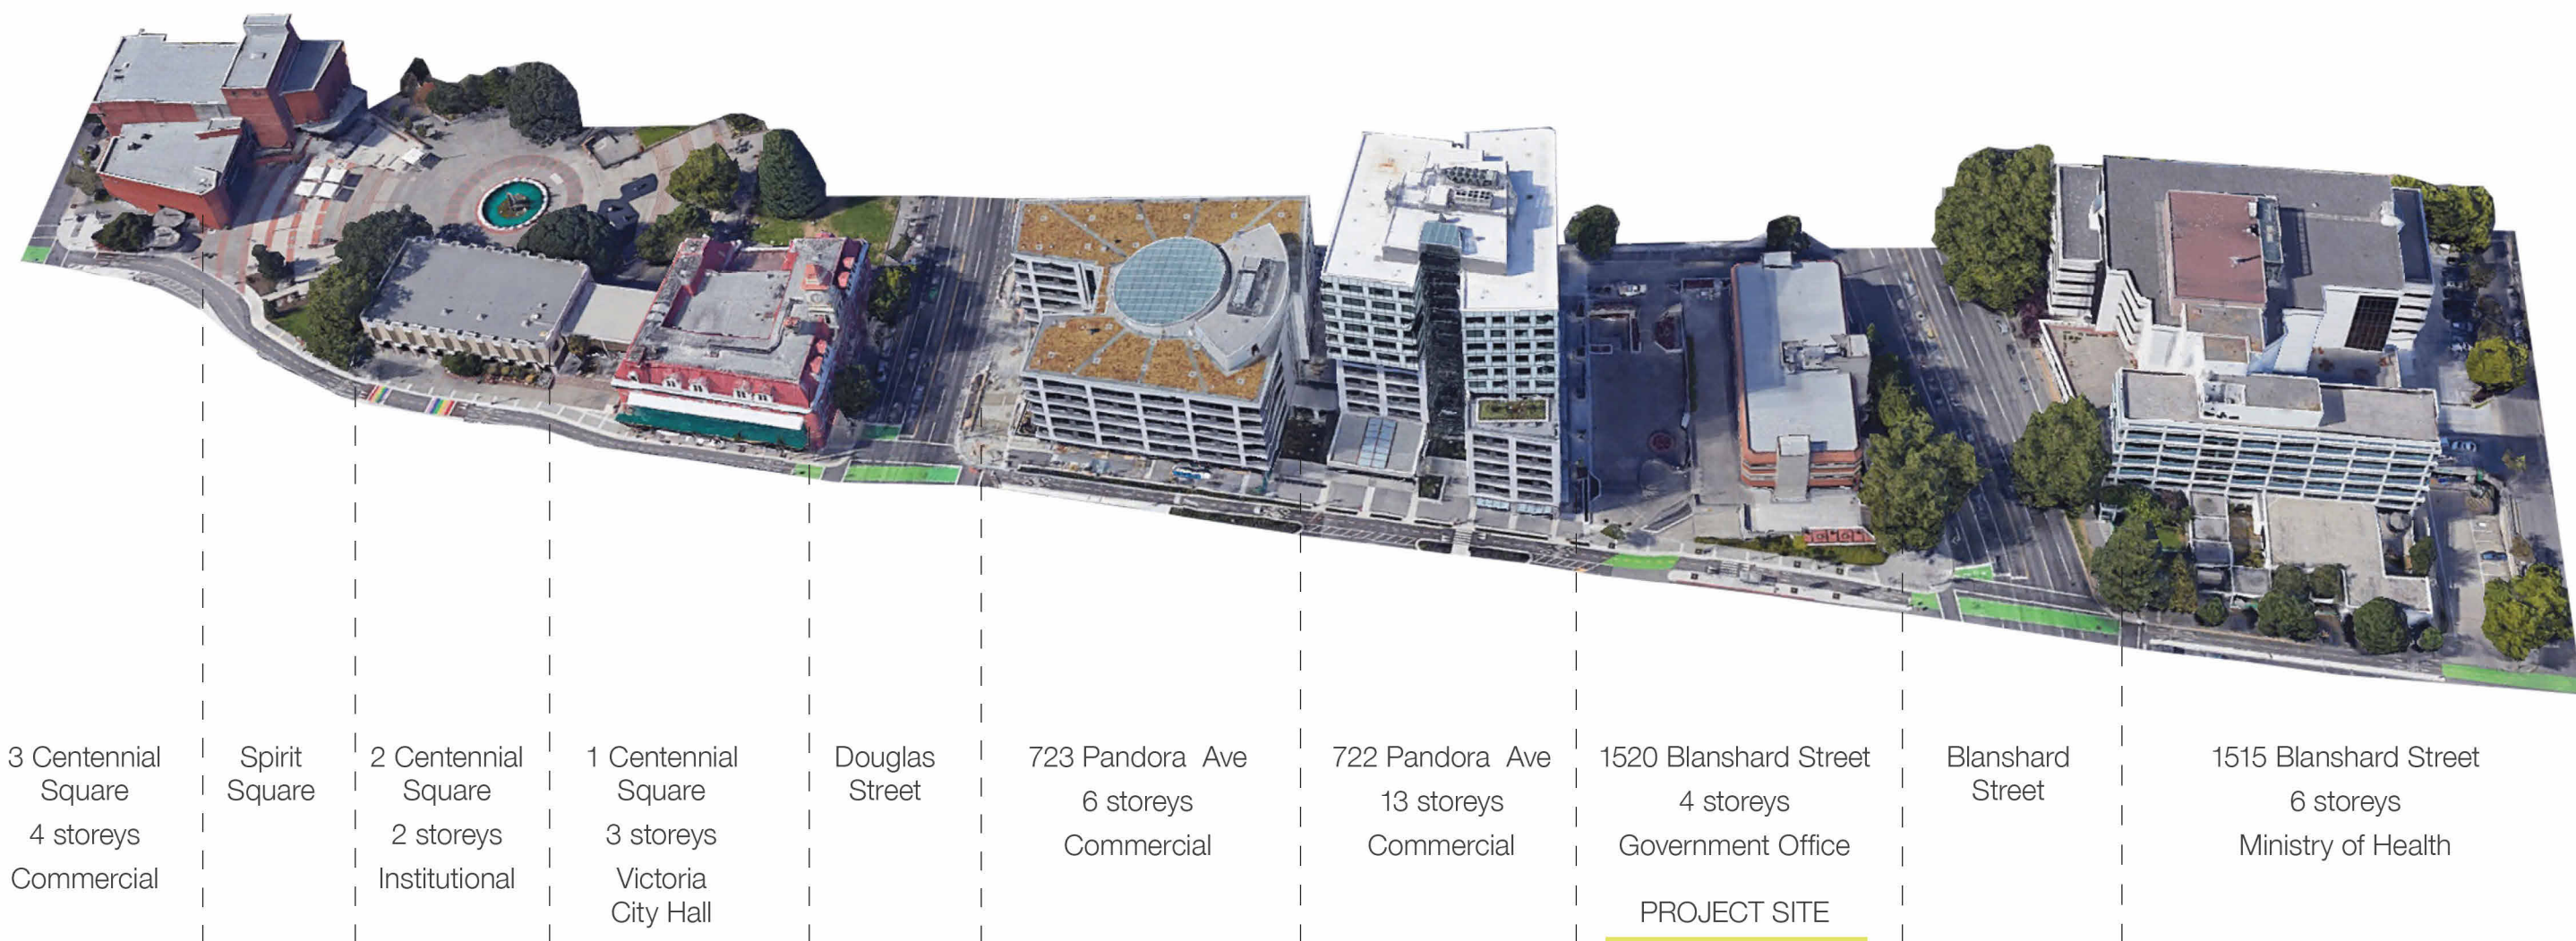 3 Centennial
Square
4 storeys
Commercial
Spirit
Square
2 Centennial
Square
2 storeys
Institutional
1 Centennial
Square
3 storeys
Victoria
City Hall
Douglas
Street
723 Pandora Ave
6 storeys
Commercial
722 Pandora Ave
13 storeys
Commercial
1520 Blanshard Street
4 storeys
Government Office
PROJECT SITE
Blanshard
Street
1515 Blanshard Street
6 storeys
Ministry of Health